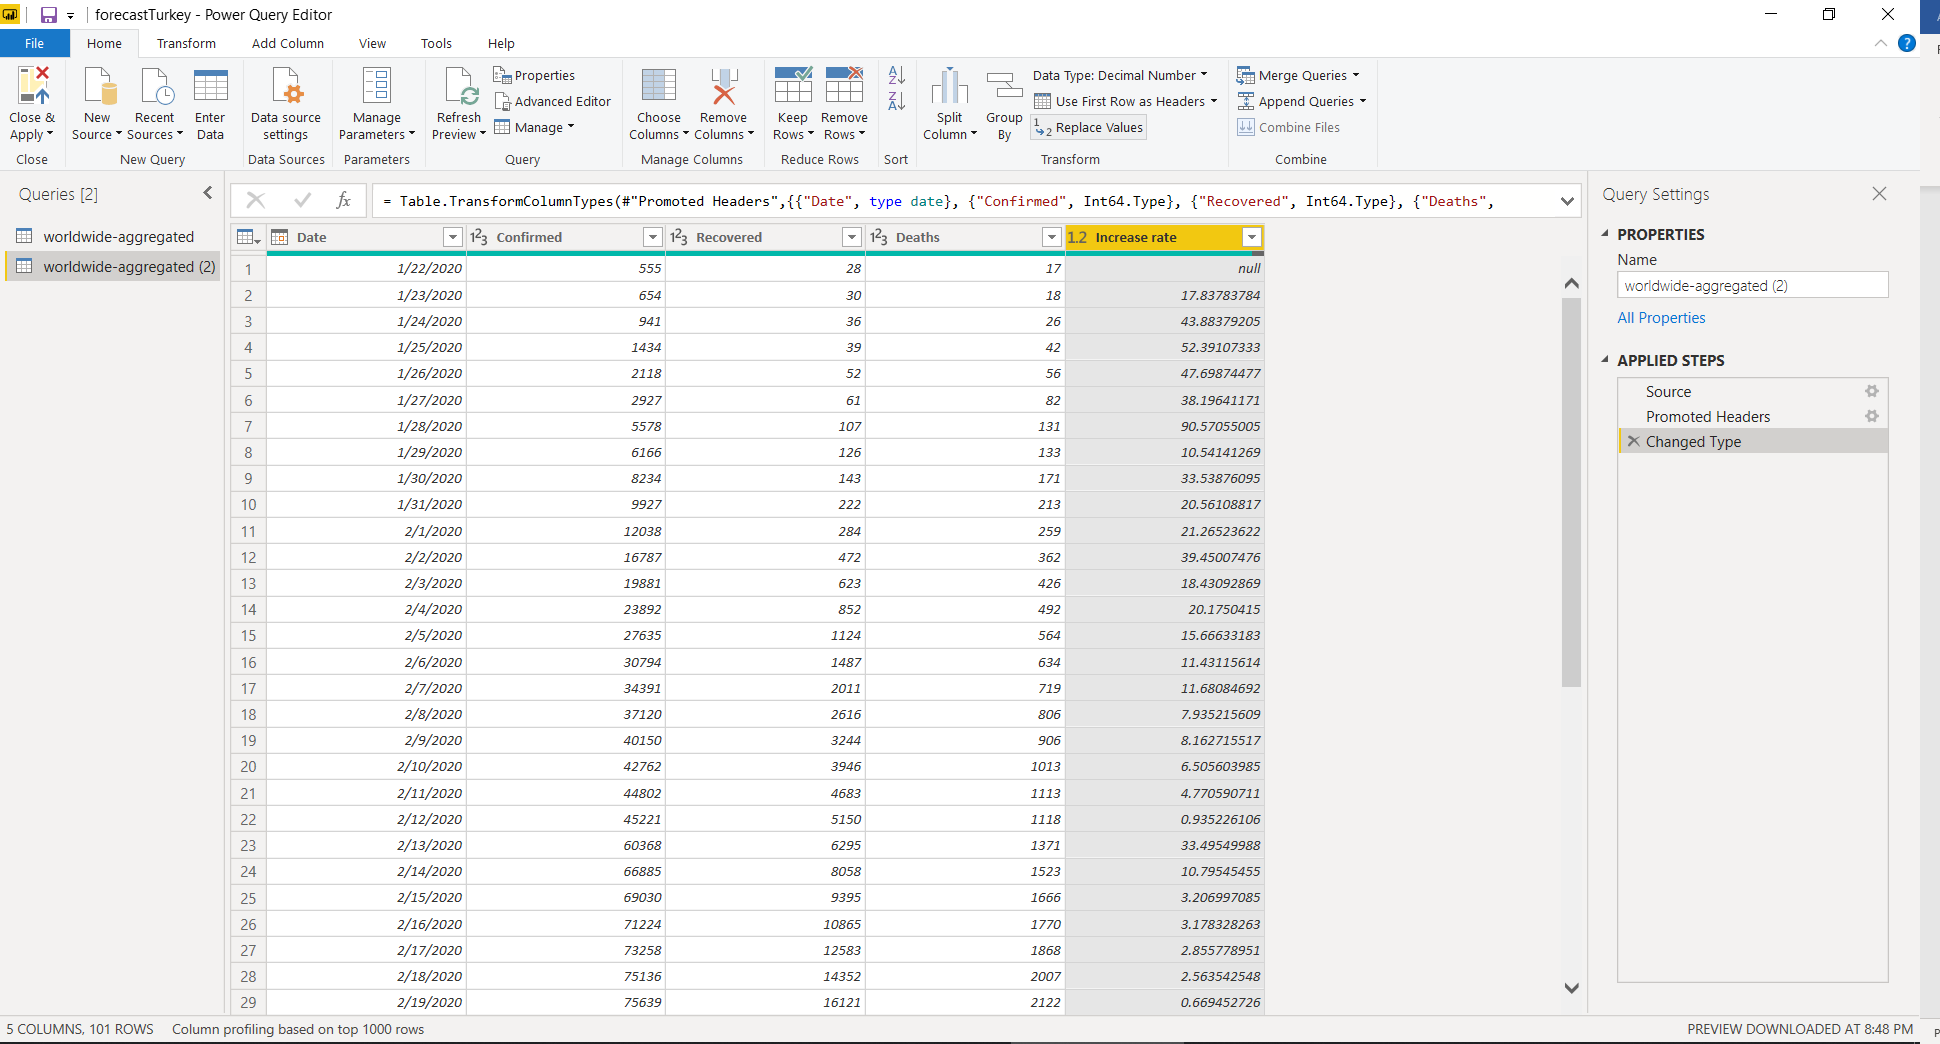 forecastTurkey - Power Query Editor
File Home Transform Add Column View Tools Help
Close & Apply
Close
New Source
Recent Sources
Enter Data
New Query
Data source settings
Data Sources
Manage Parameters
Parameters
Refresh Preview
Properties
Advanced Editor
Manage
Query
Choose Columns
Remove Columns
Manage Columns
Keep Rows
Remove Rows
Reduce Rows
Sort
Split Column
Group By
Data Type: Decimal Number
Use First Row as Headers
Replace Values
Transform
Merge Queries
Append Queries
Combine Files
Combine
Queries [2]
worldwide-aggregated
worldwide-aggregated (2)
fx = Table.TransformColumnTypes(#"Promoted Headers",{{"Date", type date}, {"Confirmed", Int64.Type}, {"Recovered", Int64.Type}, {"Deaths",
Date 123 Confirmed 123 Recovered 123 Deaths 1.2 Increase rate
1 1/22/2020 555 28 17 null
2 1/23/2020 654 30 18 17.83783784
3 1/24/2020 941 36 26 43.88379205
4 1/25/2020 1434 39 42 52.39107333
5 1/26/2020 2118 52 56 47.69874477
6 1/27/2020 2927 61 82 38.19641171
7 1/28/2020 5578 107 131 90.57055005
8 1/29/2020 6166 126 133 10.54141269
9 1/30/2020 8234 143 171 33.53876095
10 1/31/2020 9927 222 213 20.56108817
11 2/1/2020 12038 284 259 21.26523622
12 2/2/2020 16787 472 362 39.45007476
13 2/3/2020 19881 623 426 18.43092869
14 2/4/2020 23892 852 492 20.1750415
15 2/5/2020 27635 1124 564 15.66633183
16 2/6/2020 30794 1487 634 11.43115614
17 2/7/2020 34391 2011 719 11.68084692
18 2/8/2020 37120 2616 806 7.935215609
19 2/9/2020 40150 3244 906 8.162715517
20 2/10/2020 42762 3946 1013 6.505603985
21 2/11/2020 44802 4683 1113 4.770590711
22 2/12/2020 45221 5150 1118 0.935226106
23 2/13/2020 60368 6295 1371 33.49549988
24 2/14/2020 66885 8058 1523 10.79545455
25 2/15/2020 69030 9395 1666 3.206997085
26 2/16/2020 71224 10865 1770 3.178328263
27 2/17/2020 73258 12583 1868 2.855778951
28 2/18/2020 75136 14352 2007 2.563542548
29 2/19/2020 75639 16121 2122 0.669452726
Query Settings
PROPERTIES
Name
worldwide-aggregated (2)
All Properties
APPLIED STEPS
Source
Promoted Headers
Changed Type
5 COLUMNS, 101 ROWS Column profiling based on top 1000 rows
PREVIEW DOWNLOADED AT 8:48 PM